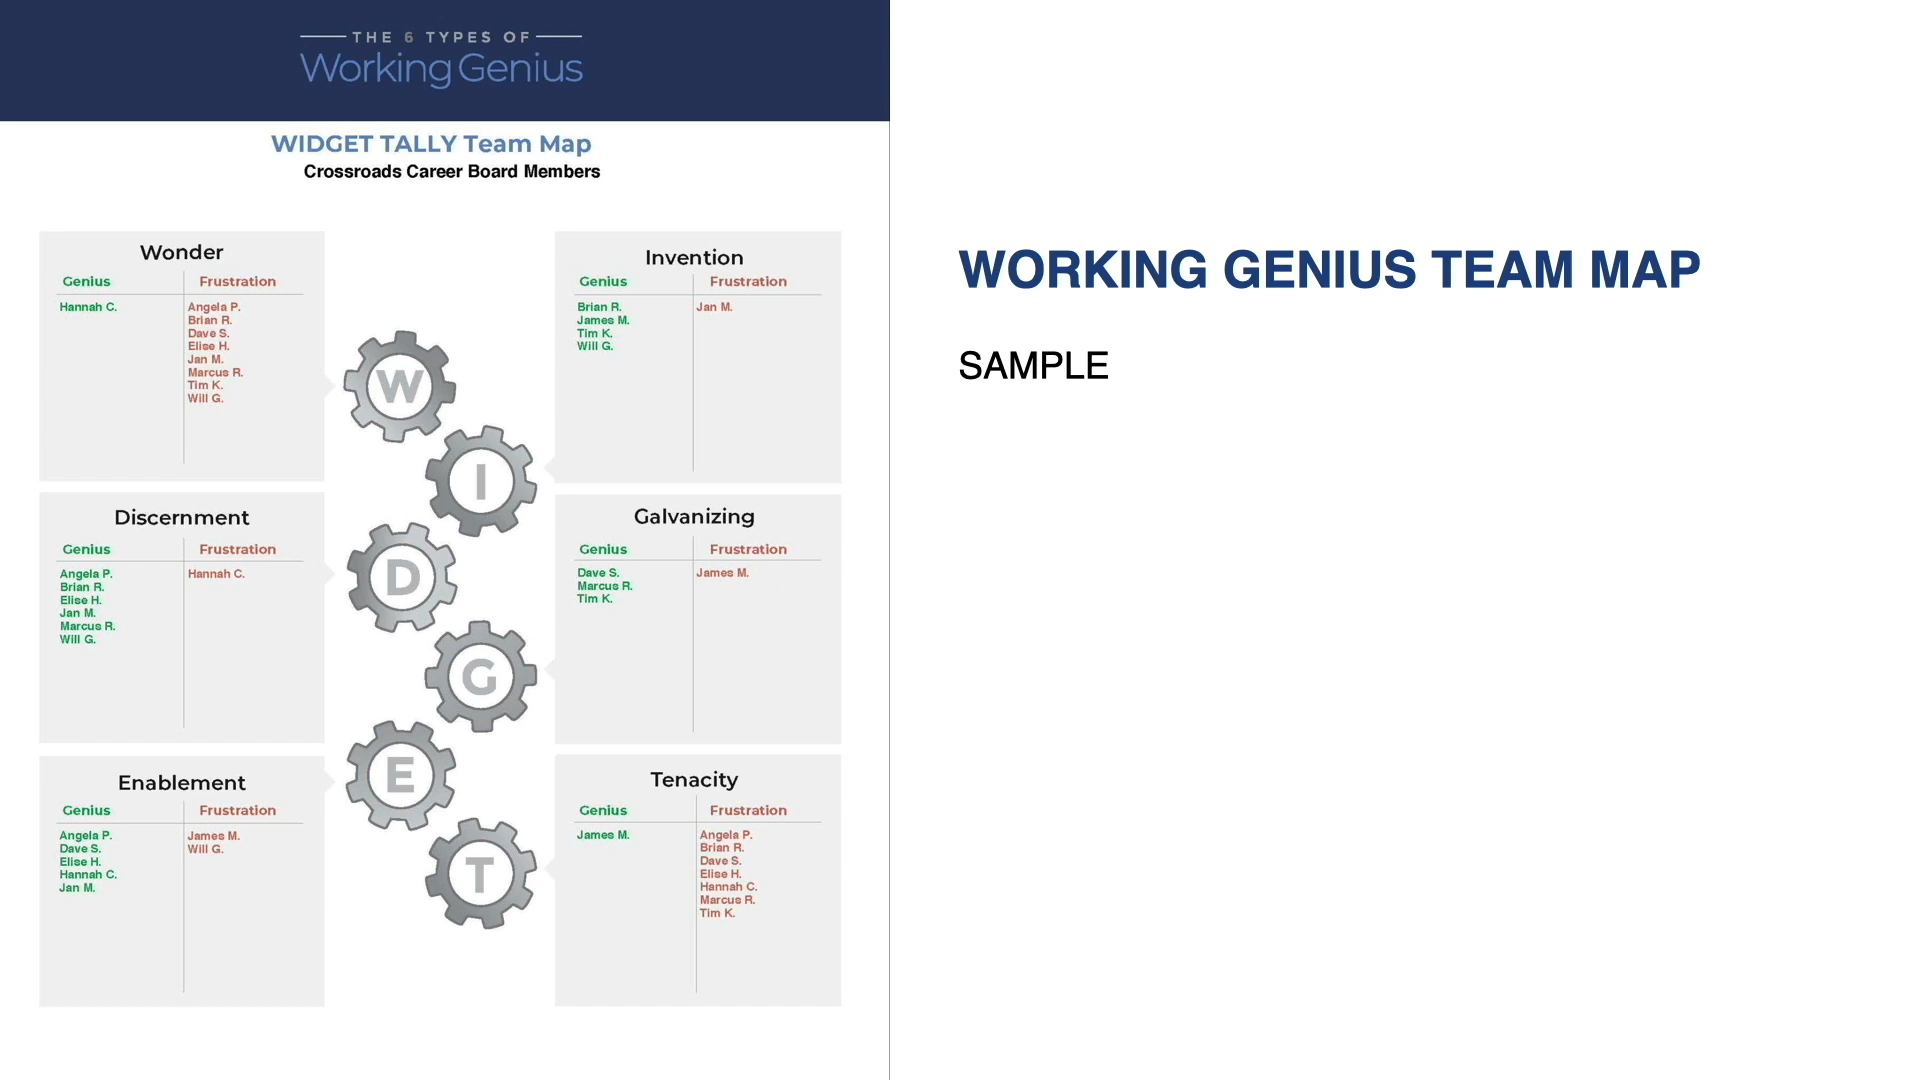 THE 6 TYPES OF
Working Genius
WIDGET TALLY Team Map
Crossroads Career Board Members
Wonder
Genius Frustration
Hannah C. Angela P.
Brian R.
Dave S.
Elise H.
Jan M.
Marcus R.
Tim K.
Will G.
W
Invention
Genius Frustration
Brian R. Jan M.
James M.
Tim K.
Will G.
I
Discernment
Genius Frustration
Angela P. Hannah C.
Brian R.
Elise H.
Jan M.
Marcus R.
Will G.
D
Galvanizing
Genius Frustration
Dave S. James M.
Marcus R.
Tim K.
G
Enablement
Genius Frustration
Angela P. James M.
Dave S. Will G.
Elise H.
Hannah C.
Jan M.
E
Tenacity
Genius Frustration
James M. Angela P.
Brian R.
Dave S.
Elise H.
Hannah C.
Marcus R.
Tim K.
T
WORKING GENIUS TEAM MAP
SAMPLE